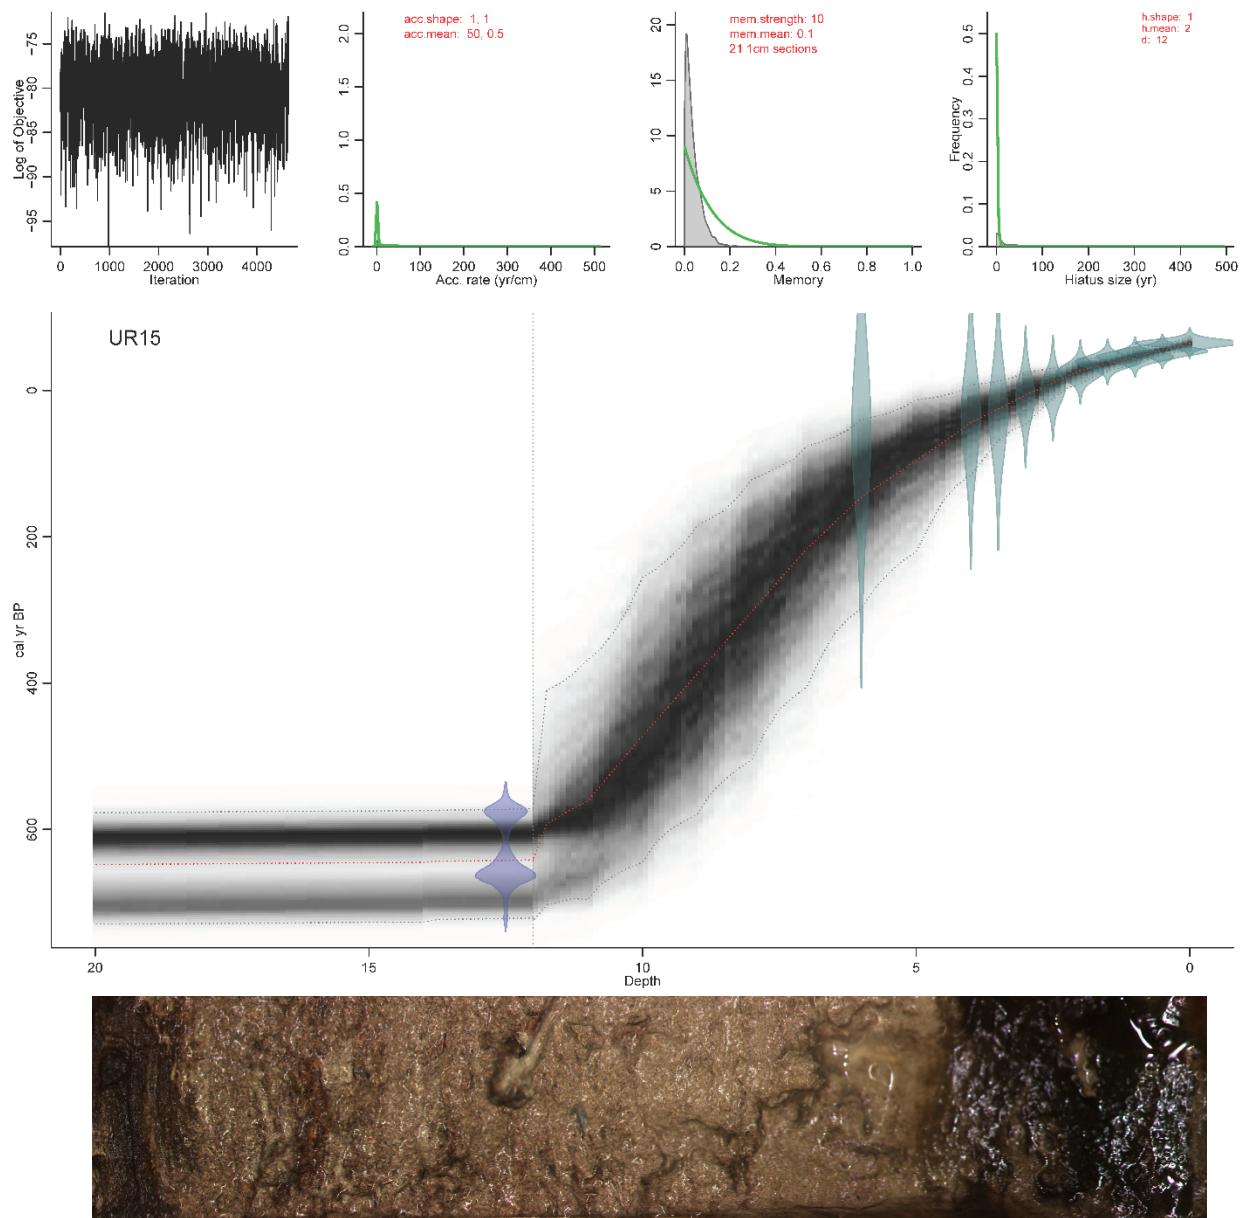 Log of Objective
-75
-80
-85
-90
-95
0 1000 2000 3000 4000
Iteration
acc.shape: 1, 1
acc.mean: 50, 0.5
2.0
1.5
1.0
0.5
0.0
0 100 200 300 400 500
Acc. rate (yr/cm)
mem.strength: 10
mem.mean: 0.1
21 1cm sections
20
15
10
5
0
0.0 0.2 0.4 0.6 0.8 1.0
Memory
h.shape: 1
h.mean: 2
d: 12
Frequency
0.5
0.4
0.3
0.2
0.1
0.0
0 100 200 300 400 500
Hiatus size (yr)
UR15
cal yr BP
0
200
400
600
20 15 10 5 0
Depth